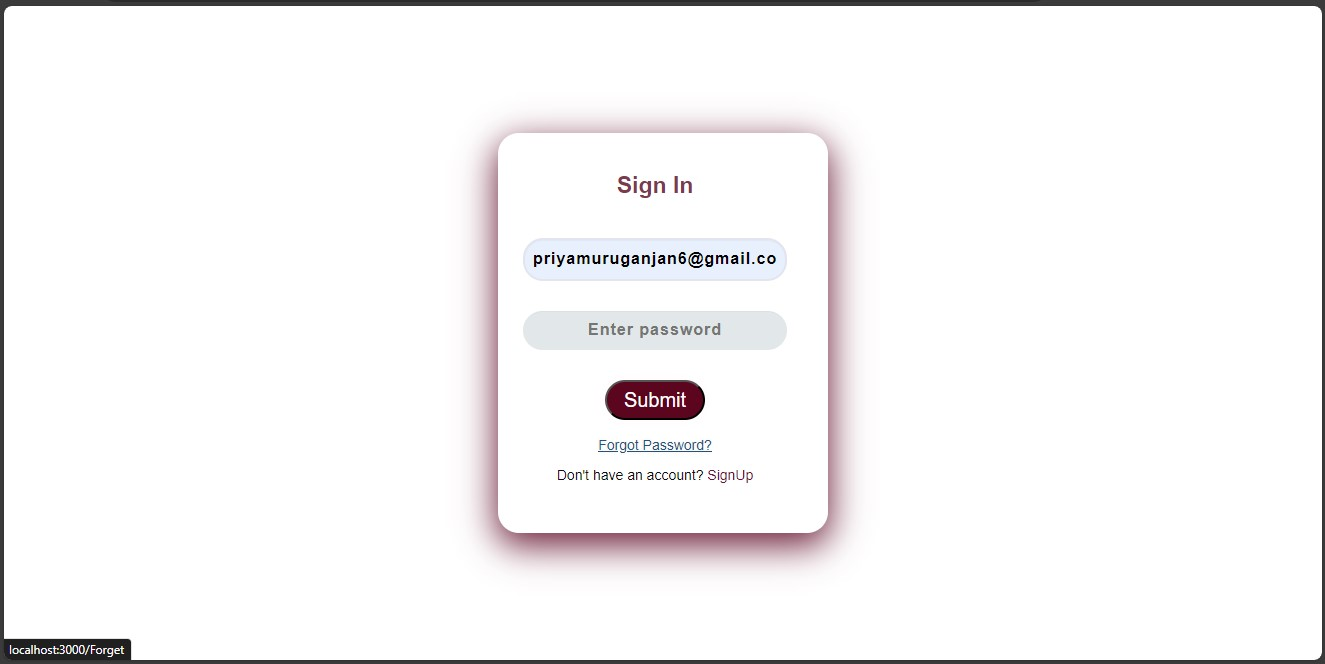 Sign In
priyamuruganjan6@gmail.co
Enter password
Submit
Forgot Password?
Don't have an account? SignUp
localhost:3000/Forget